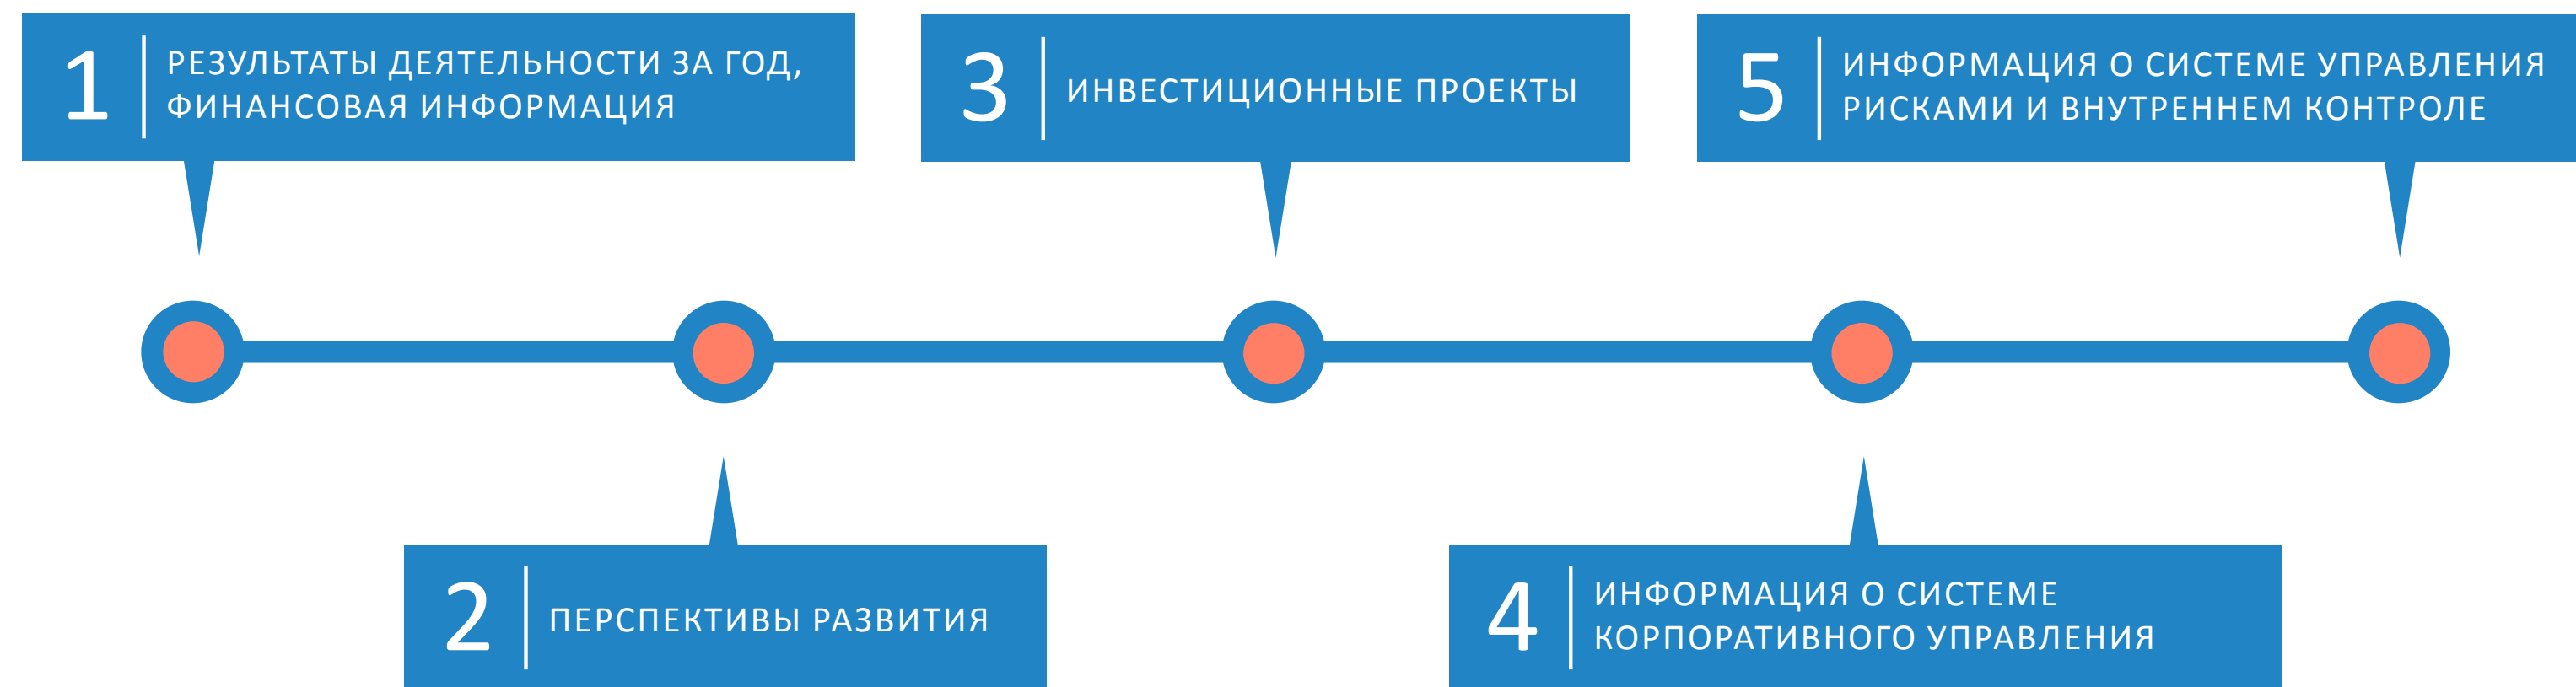 1
РЕЗУЛЬТАТЫ ДЕЯТЕЛЬНОСТИ ЗА ГОД,
ФИНАНСОВАЯ ИНФОРМАЦИЯ
2
ПЕРСПЕКТИВЫ РАЗВИТИЯ
3
ИНВЕСТИЦИОННЫЕ ПРОЕКТЫ
4
ИНФОРМАЦИЯ О СИСТЕМЕ
КОРПОРАТИВНОГО УПРАВЛЕНИЯ
5
ИНФОРМАЦИЯ О СИСТЕМЕ УПРАВЛЕНИЯ
РИСКАМИ И ВНУТРЕННЕМ КОНТРОЛЕ